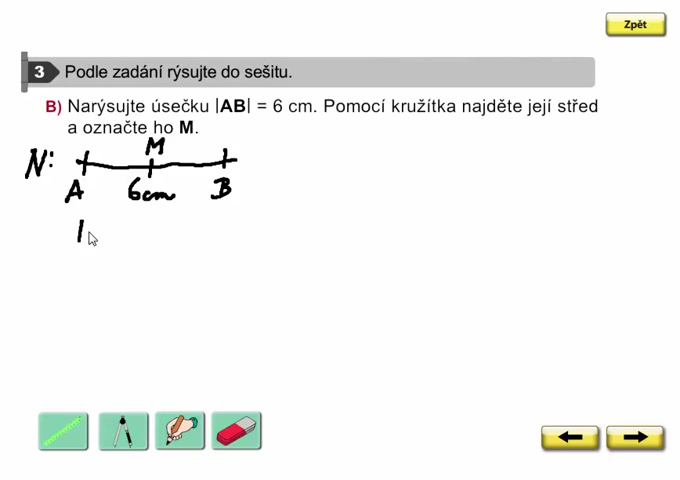 Zpět
3 Podle zadání rýsujte do sešitu.
B) Narýsujte úsečku |AB| = 6 cm. Pomocí kružítka najděte její střed
a označte ho M.
N: M
A 6cm B